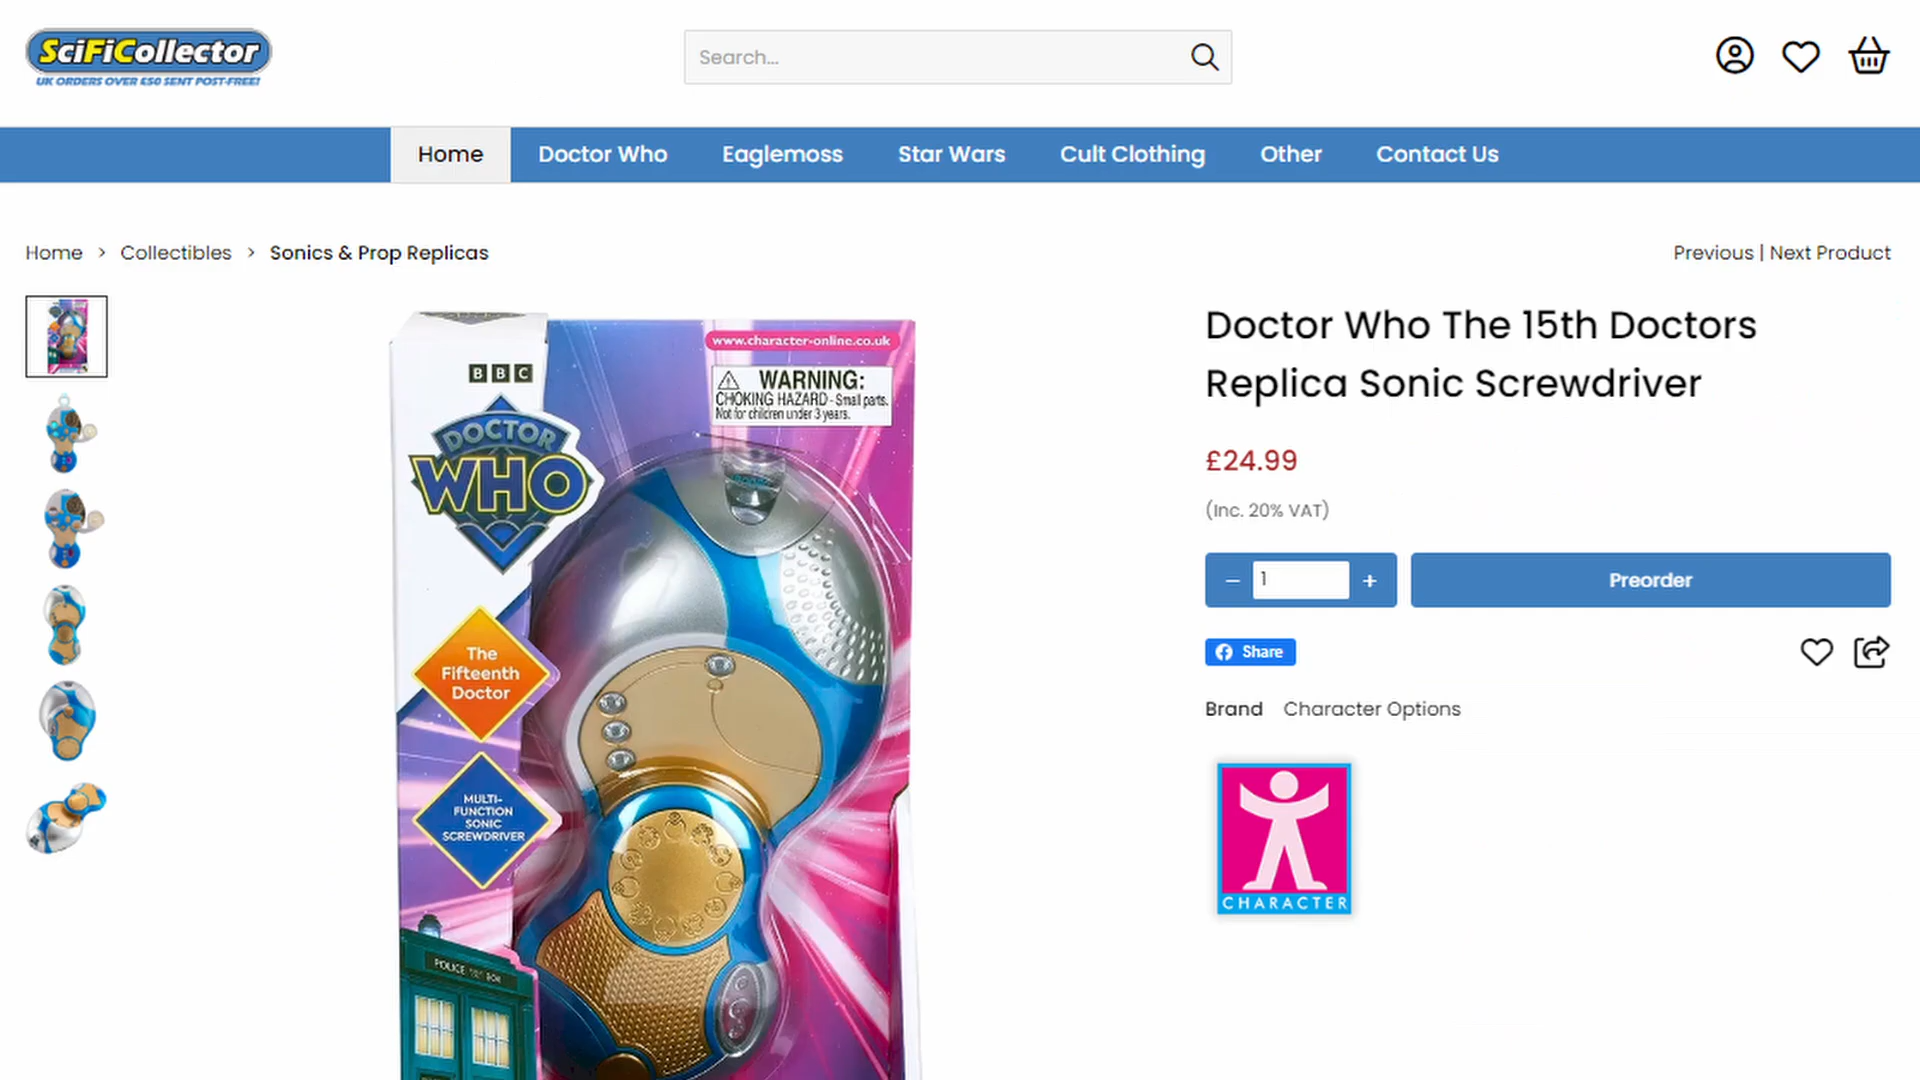 SciFiCollector
UK ORDERS OVER £50 SENT POST-FREE!
Search...
Home
Doctor Who
Eaglemoss
Star Wars
Cult Clothing
Other
Contact Us
Home > Collectibles > Sonics & Prop Replicas
Previous | Next Product
www.character-online.co.uk
BBC
WARNING:
CHOKING HAZARD - Small parts.
Not for children under 3 years.
DOCTOR
WHO
The
Fifteenth
Doctor
MULTI-
FUNCTION
SONIC
SCREWDRIVER
POLICE BOX
Doctor Who The 15th Doctors
Replica Sonic Screwdriver
£24.99
(Inc. 20% VAT)
− 1 +
Preorder
Share
Brand Character Options
CHARACTER